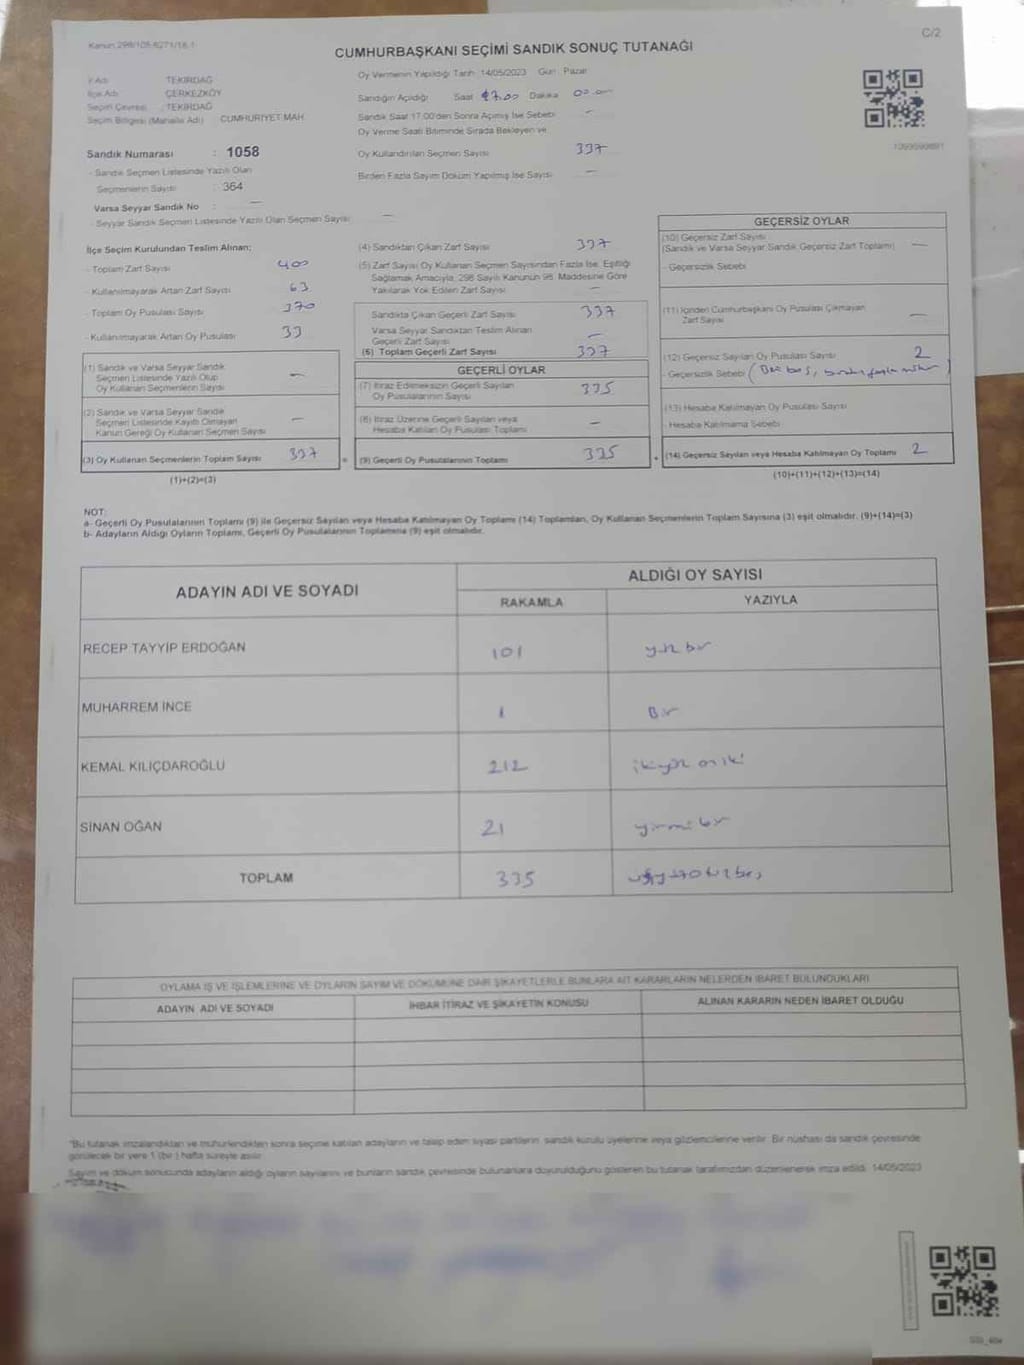 Kanun 298/105-6271/16.1
C/2
CUMHURBAŞKANI SEÇİMİ SANDIK SONUÇ TUTANAĞI
İl Adı : TEKİRDAĞ
İlçe Adı : ÇERKEZKÖY
Seçim Çevresi : TEKİRDAĞ
Seçim Bölgesi (Mahalle Adı) CUMHURİYET MAH.
Sandık Numarası : 1058
- Sandık Seçmen Listesinde Yazılı Olan
Seçmenlerin Sayısı : 364
Varsa Seyyar Sandık No : —
- Seyyar Sandık Seçmen Listesinde Yazılı Olan Seçmen Sayısı : —
Oy Vermenin Yapıldığı Tarih : 14/05/2023 Gün : Pazar
Sandığın Açıldığı Saat 17.00 Dakika 00
Sandık Saat 17.00'den Sonra Açılmış İse Sebebi —
Oy Verme Saati Bitiminde Sırada Bekleyen ve
Oy Kullandırılan Seçmen Sayısı 337
Birden Fazla Sayım Döküm Yapılmış İse Sayısı —
İlçe Seçim Kurulundan Teslim Alınan:
- Toplam Zarf Sayısı 400
- Kullanılmayarak Artan Zarf Sayısı 63
- Toplam Oy Pusulası Sayısı 370
- Kullanılmayarak Artan Oy Pusulası 33
(1) Sandık ve Varsa Seyyar Sandık
Seçmen Listesinde Yazılı Olup
Oy Kullanan Seçmenlerin Sayısı —
(2) Sandık ve Varsa Seyyar Sandık
Seçmen Listesinde Kayıtlı Olmayan
Kanun Gereği Oy Kullanan Seçmen Sayısı —
(3) Oy Kullanan Seçmenlerin Toplam Sayısı 337
(1)+(2)=(3)
(4) Sandıktan Çıkan Zarf Sayısı 337
(5) Zarf Sayısı Oy Kullanan Seçmen Sayısından Fazla İse, Eşitliği
Sağlamak Amacıyla, 298 Sayılı Kanunun 98. Maddesine Göre
Yakılarak Yok Edilen Zarf Sayısı —
Sandıkta Çıkan Geçerli Zarf Sayısı 337
Varsa Seyyar Sandıktan Teslim Alınan
Geçerli Zarf Sayısı —
(6) Toplam Geçerli Zarf Sayısı 337
GEÇERLİ OYLAR
(7) İtiraz Edilmeksizin Geçerli Sayılan
Oy Pusulalarının Sayısı 335
(8) İtiraz Üzerine Geçerli Sayılan veya
Hesaba Katılan Oy Pusulası Toplamı —
= (9) Geçerli Oy Pusulalarının Toplamı 335
GEÇERSİZ OYLAR
(10) Geçersiz Zarf Sayısı
(Sandık ve Varsa Seyyar Sandık Geçersiz Zarf Toplamı) —
- Geçersizlik Sebebi
(11) İçinden Cumhurbaşkanı Oy Pusulası Çıkmayan
Zarf Sayısı —
(12) Geçersiz Sayılan Oy Pusulası Sayısı 2
- Geçersizlik Sebebi ( boş, birden fazla )
(13) Hesaba Katılmayan Oy Pusulası Sayısı
- Hesaba Katılmama Sebebi
+ (14) Geçersiz Sayılan veya Hesaba Katılmayan Oy Toplamı 2
(10)+(11)+(12)+(13)=(14)
NOT:
a- Geçerli Oy Pusulalarının Toplamı (9) ile Geçersiz Sayılan veya Hesaba Katılmayan Oy Toplamı (14) Toplamları, Oy Kullanan Seçmenlerin Toplam Sayısına (3) eşit olmalıdır. (9)+(14)=(3)
b- Adayların Aldığı Oyların Toplamı, Geçerli Oy Pusulalarının Toplamına (9) eşit olmalıdır.
ADAYIN ADI VE SOYADI
ALDIĞI OY SAYISI
RAKAMLA YAZIYLA
RECEP TAYYİP ERDOĞAN 101 yüz bir
MUHARREM İNCE 1 Bir
KEMAL KILIÇDAROĞLU 212 ikiyüz oniki
SİNAN OĞAN 21 yirmi bir
TOPLAM 335 üçyüzotuzbeş
OYLAMA İŞ VE İŞLEMLERİNE VE OYLARIN SAYIM VE DÖKÜMÜNE DAİR ŞİKAYETLERLE BUNLARA AİT KARARLARIN NELERDEN İBARET BULUNDUKLARI
ADAYIN ADI VE SOYADI İHBAR İTİRAZ VE ŞİKAYETİN KONUSU ALINAN KARARIN NEDEN İBARET OLDUĞU
"Bu tutanak imzalandıktan ve mühürlendikten sonra seçime katılan adayların ve talep eden siyasi partilerin sandık kurulu üyelerine veya gözlemcilerine verilir. Bir nüshası da sandık çevresinde
görülecek bir yere 1 (bir ) hafta süreyle asılır.
Sayım ve döküm sonucunda adayların aldığı oyların sayılarını ve bunların sandık çevresinde bulunanlara duyurulduğunu gösteren bu tutanak tarafımızdan düzenlenerek imza edildi. 14/05/2023